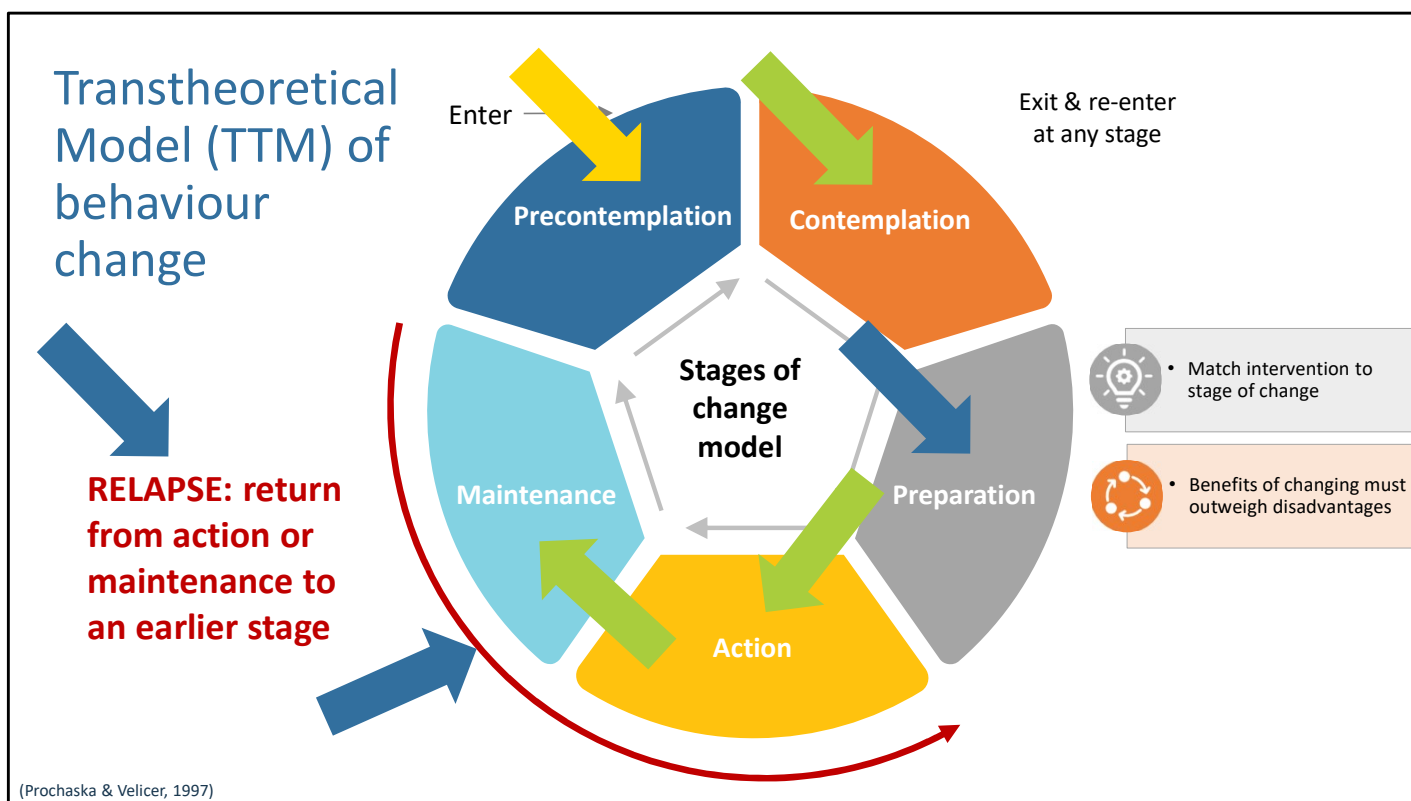 Transtheoretical
Model (TTM) of
behaviour
change
Enter
Exit & re-enter
at any stage
Precontemplation
Contemplation
Stages of
change
model
• Match intervention to
stage of change
Maintenance
Preparation
• Benefits of changing must
outweigh disadvantages
RELAPSE: return
from action or
maintenance to
an earlier stage
Action
(Prochaska & Velicer, 1997)